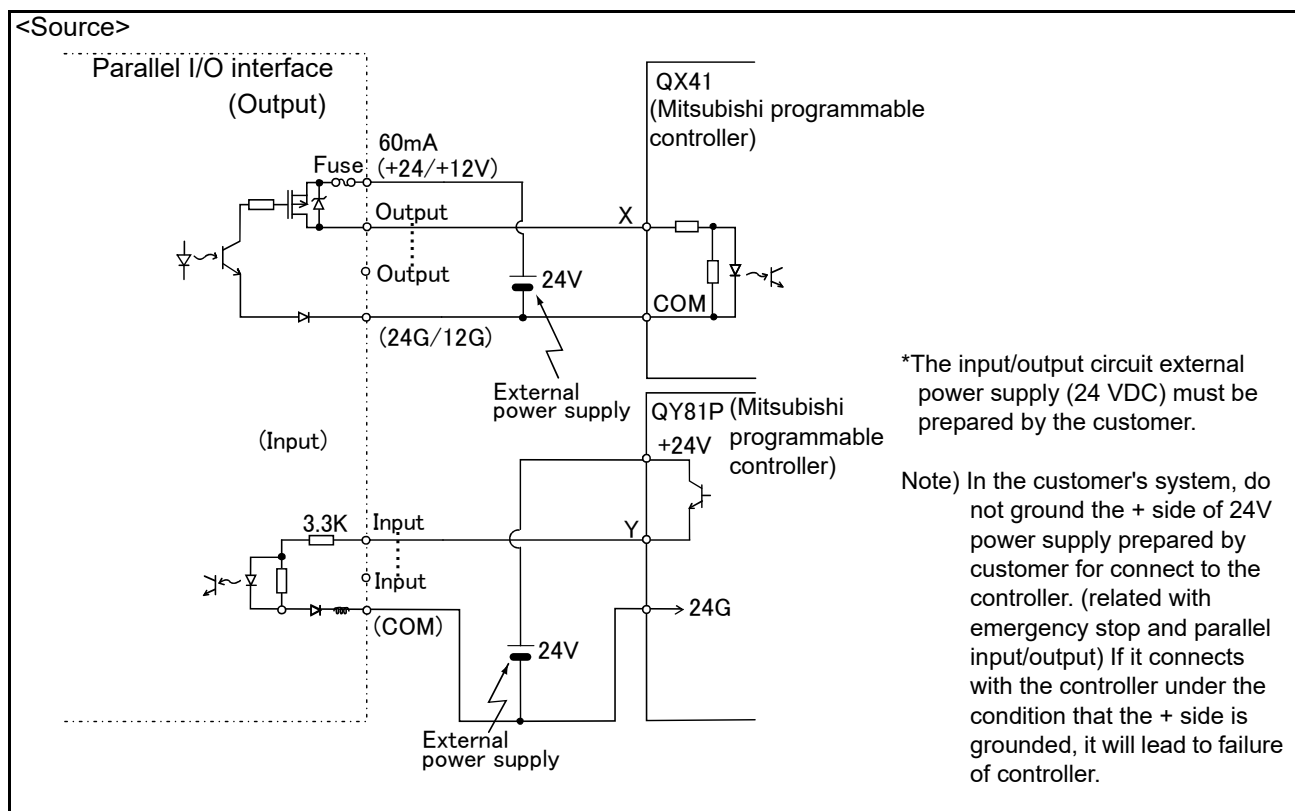 <Source>
Parallel I/O interface
(Output)
60mA
Fuse (+24/+12V)
Output
Output
(24G/12G)
24V
External
power supply
QX41
(Mitsubishi programmable
controller)
X
COM
(Input)
3.3K
Input
Input
(COM)
24V
External
power supply
QY81P (Mitsubishi
programmable
controller)
+24V
Y
24G
*The input/output circuit external
power supply (24 VDC) must be
prepared by the customer.
Note) In the customer's system, do
not ground the + side of 24V
power supply prepared by
customer for connect to the
controller. (related with
emergency stop and parallel
input/output) If it connects
with the controller under the
condition that the + side is
grounded, it will lead to failure
of controller.